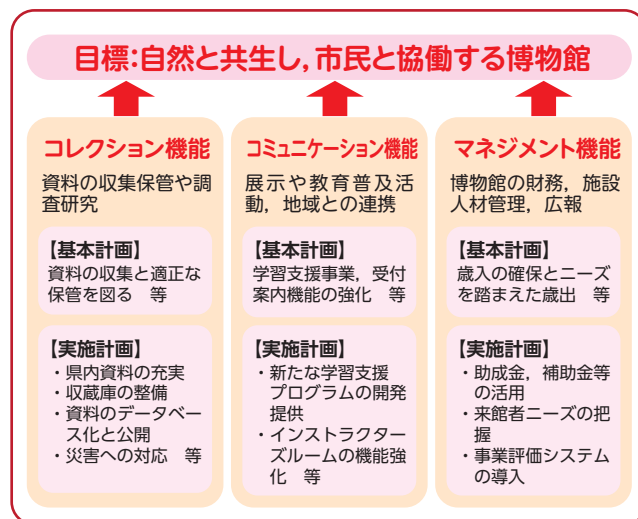 目標:自然と共生し,市民と協働する博物館
コレクション機能
資料の収集保管や調
査研究
【基本計画】
資料の収集と適正な
保管を図る　等
【実施計画】
・県内資料の充実
・収蔵庫の整備
・資料のデータベー
ス化と公開
・災害への対応　等
コミュニケーション機能
展示や教育普及活
動,地域との連携
【基本計画】
学習支援事業,受付
案内機能の強化　等
【実施計画】
・新たな学習支援
プログラムの開発
提供
・インストラクター
ズルームの機能強
化　等
マネジメント機能
博物館の財務,施設
人材管理,広報
【基本計画】
歳入の確保とニーズ
を踏まえた歳出　等
【実施計画】
・助成金,補助金等
の活用
・来館者ニーズの把
握
・事業評価システム
の導入